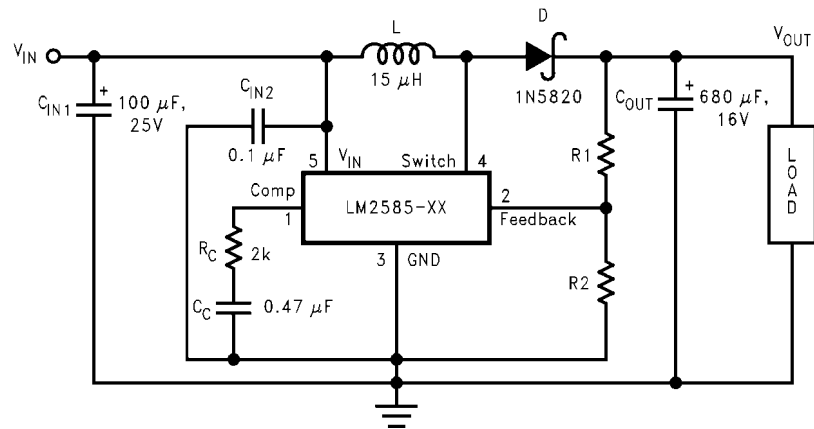 L
D
V_IN
V_OUT
15 μH
1N5820
C_IN1
+
100 μF,
25V
C_IN2
0.1 μF
C_OUT
+
680 μF,
16V
R1
LOAD
5
V_IN
Switch
4
Comp
1
LM2585-XX
2
Feedback
R_C
2k
3
GND
R2
C_C
0.47 μF